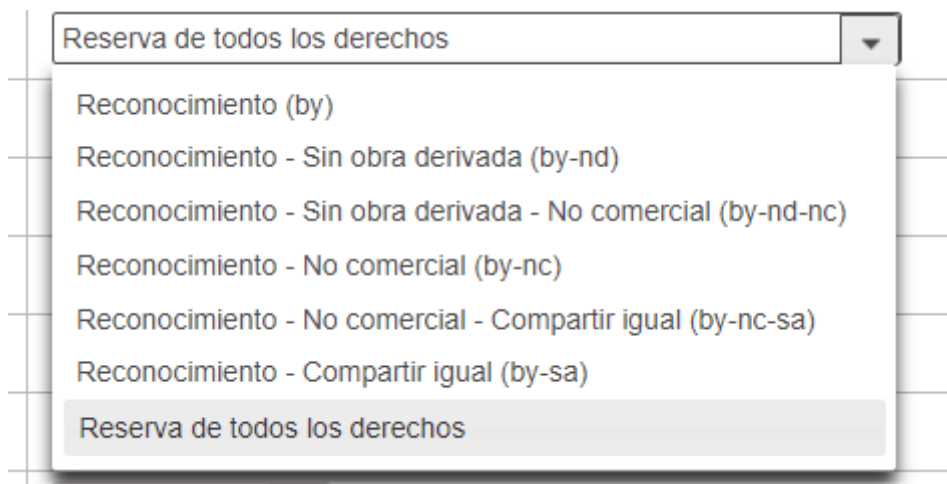 Reserva de todos los derechos
Reconocimiento (by)
Reconocimiento - Sin obra derivada (by-nd)
Reconocimiento - Sin obra derivada - No comercial (by-nd-nc)
Reconocimiento - No comercial (by-nc)
Reconocimiento - No comercial - Compartir igual (by-nc-sa)
Reconocimiento - Compartir igual (by-sa)
Reserva de todos los derechos